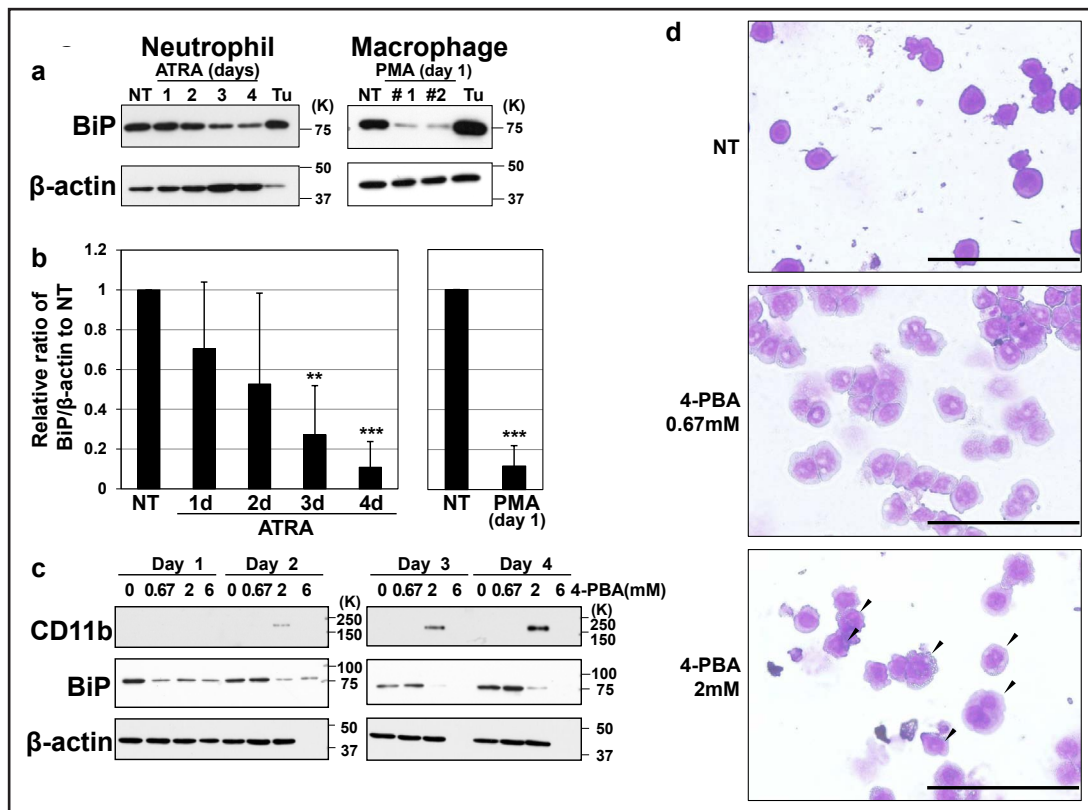 Neutrophil Macrophage
a ATRA (days) PMA (day 1)
NT 1 2 3 4 Tu (K) NT # 1 #2 Tu (K)
BiP 75 75
50 50
β-actin 37 37
b
Relative ratio of
BiP/β-actin to NT
1.2
1
0.8
0.6
0.4
0.2
0
** *** ***
NT 1d 2d 3d 4d NT PMA
ATRA (day 1)
c Day 1 Day 2 Day 3 Day 4
0 0.67 2 6 0 0.67 2 6 0 0.67 2 6 0 0.67 2 6 4-PBA(mM)
(K) (K)
CD11b 250 250
150 150
100 100
BiP 75 75
50 50
β-actin 37 37
d
NT
4-PBA
0.67mM
4-PBA
2mM